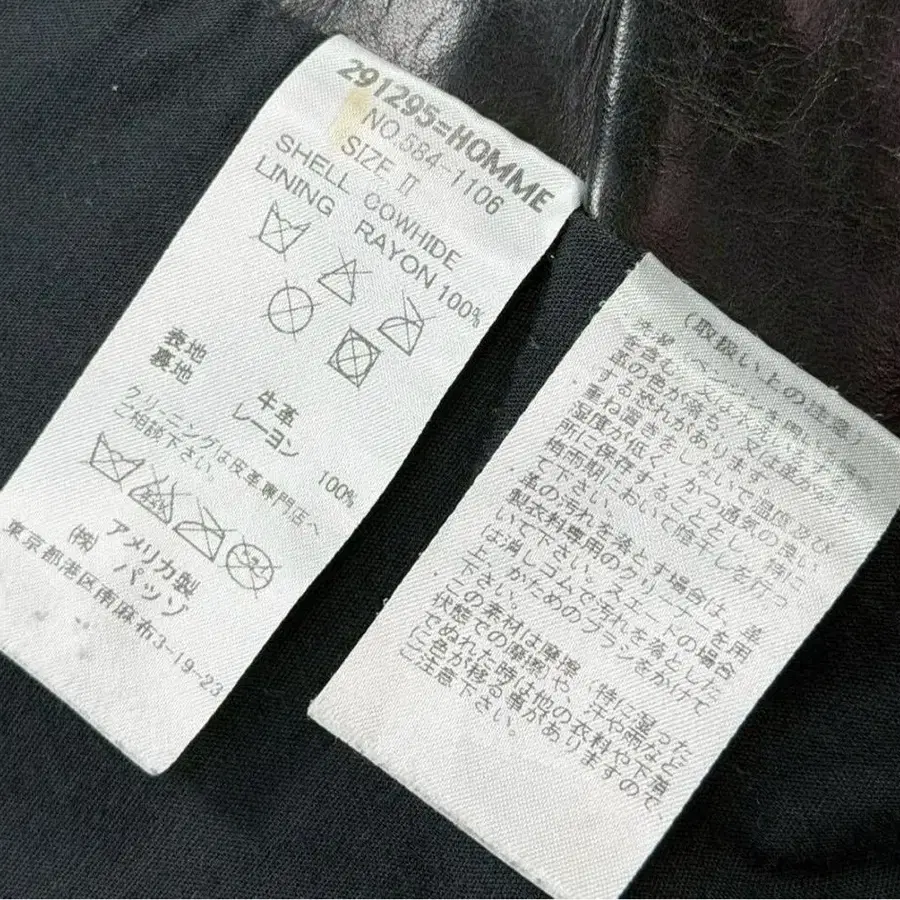 291295=HOMME
NO.584-1106
SIZE Ⅱ
SHELL COWHIDE
LINING RAYON 100%
表地 牛革
裏地 レーヨン 100%
クリーニングは皮革専門店へ
ご相談下さい。
アメリカ製
(株) パッゾ
東京都港区南麻布3-19-23
(取扱い上の注意)
革の色が落ち、又は革が
する恐れがあります。
・重ね置きをしないで温度及び
湿度が低く、かつ通気の良い
所に保存することとし、特に
梅雨期において陰干しを行っ
て下さい。
・革の汚れを落とす場合は、革
製衣料専用のクリーナーを用
いて下さい。スエードの場合
は消しゴムで汚れを落とした
上、かためのブラシをかけて
下さい。
・この素材は摩擦(特に湿った
状態での摩擦)や、汗や雨など
でぬれた時は他の衣料や下着
に色が移る事がありますので、
ご注意下さい。